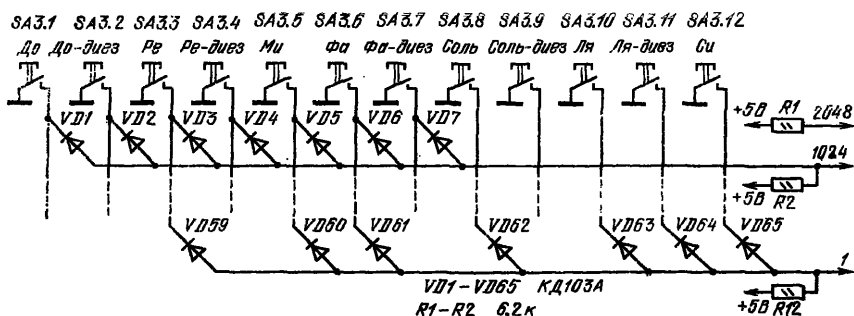 SA3.1 SA3.2 SA3.3 SA3.4 SA3.5 SA3.6 SA3.7 SA3.8 SA3.9 SA3.10 SA3.11 SA3.12
До До-диез Ре Ре-диез Ми Фа Фа-диез Соль Соль-диез Ля Ля-диез Си
+5В R1 2048
VD1 VD2 VD3 VD4 VD5 VD6 VD7
1024
+5В R2
VD59 VD60 VD61 VD62 VD63 VD64 VD65
1
VD1-VD65 КД103А
+5В R12
R1-R2 6,2к